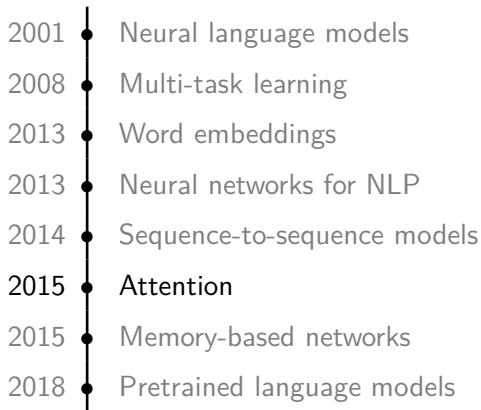 2001 Neural language models
2008 Multi-task learning
2013 Word embeddings
2013 Neural networks for NLP
2014 Sequence-to-sequence models
2015 Attention
2015 Memory-based networks
2018 Pretrained language models